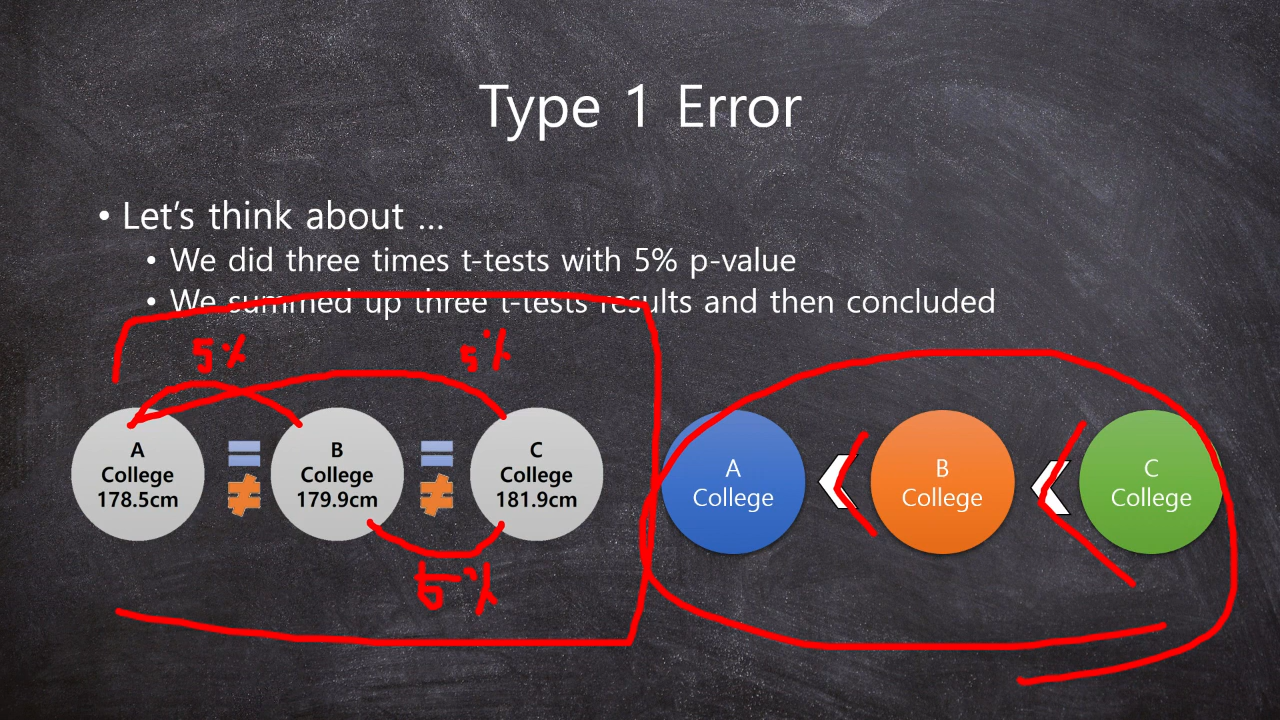 Type 1 Error
• Let's think about ...
• We did three times t-tests with 5% p-value
• We summed up three t-tests results and then concluded
5%
5%
A
College
178.5cm
=
≠
B
College
179.9cm
=
≠
C
College
181.9cm
A
College
<
B
College
<
C
College
5%